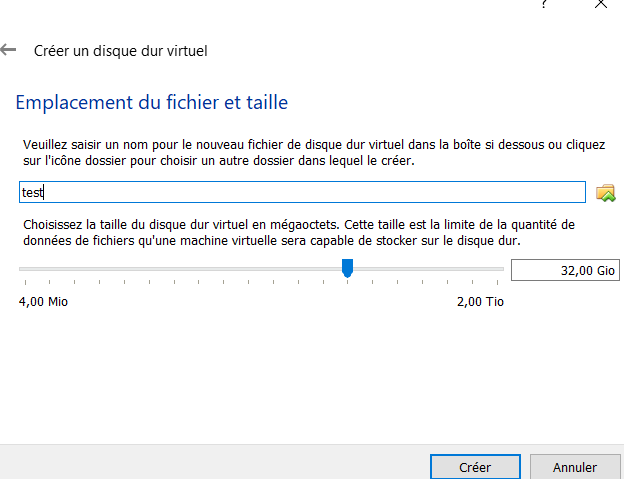 ?
Créer un disque dur virtuel
Emplacement du fichier et taille
Veuillez saisir un nom pour le nouveau fichier de disque dur virtuel dans la boîte si dessous ou cliquez
sur l'icône dossier pour choisir un autre dossier dans lequel le créer.
test
Choisissez la taille du disque dur virtuel en mégaoctets. Cette taille est la limite de la quantité de
données de fichiers qu'une machine virtuelle sera capable de stocker sur le disque dur.
32,00 Gio
4,00 Mio 2,00 Tio
Créer Annuler